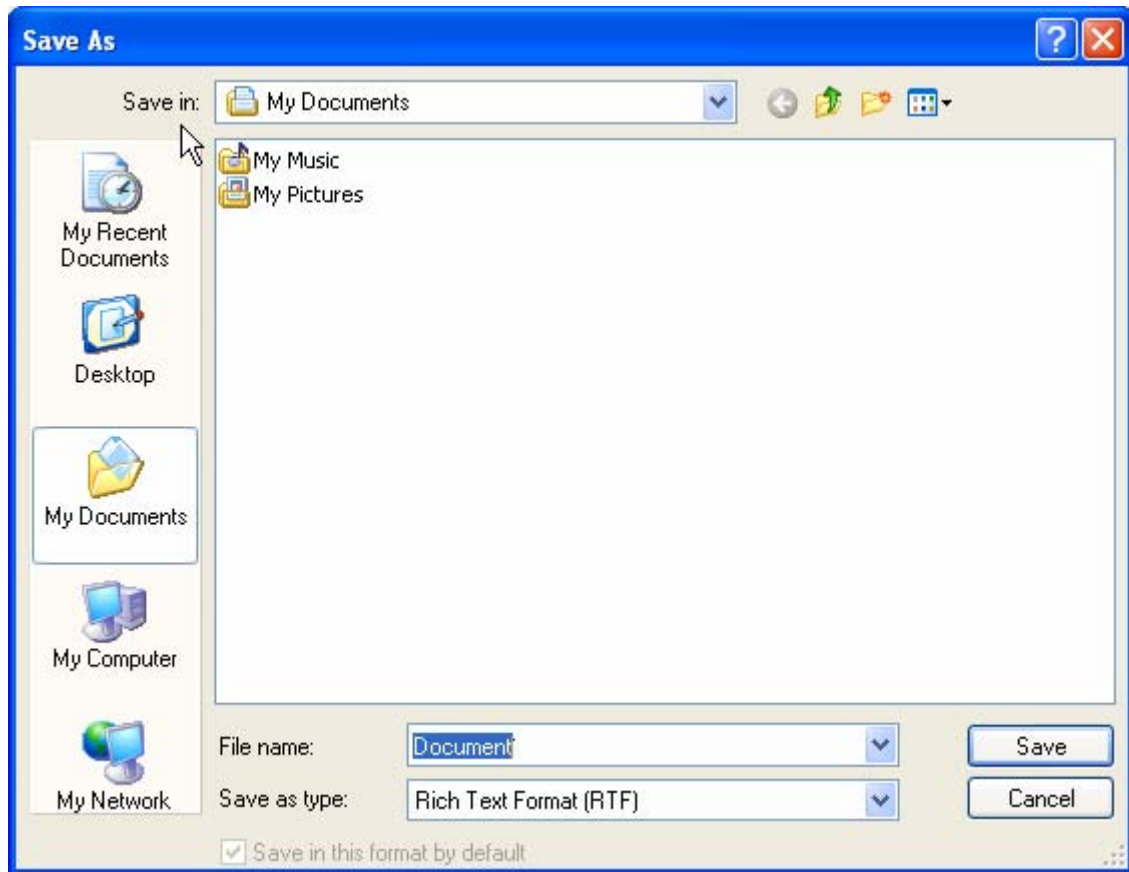 Save As
Save in:
My Documents
My Music
My Pictures
My Recent
Documents
Desktop
My Documents
My Computer
My Network
File name:
Document
Save
Save as type:
Rich Text Format (RTF)
Cancel
Save in this format by default